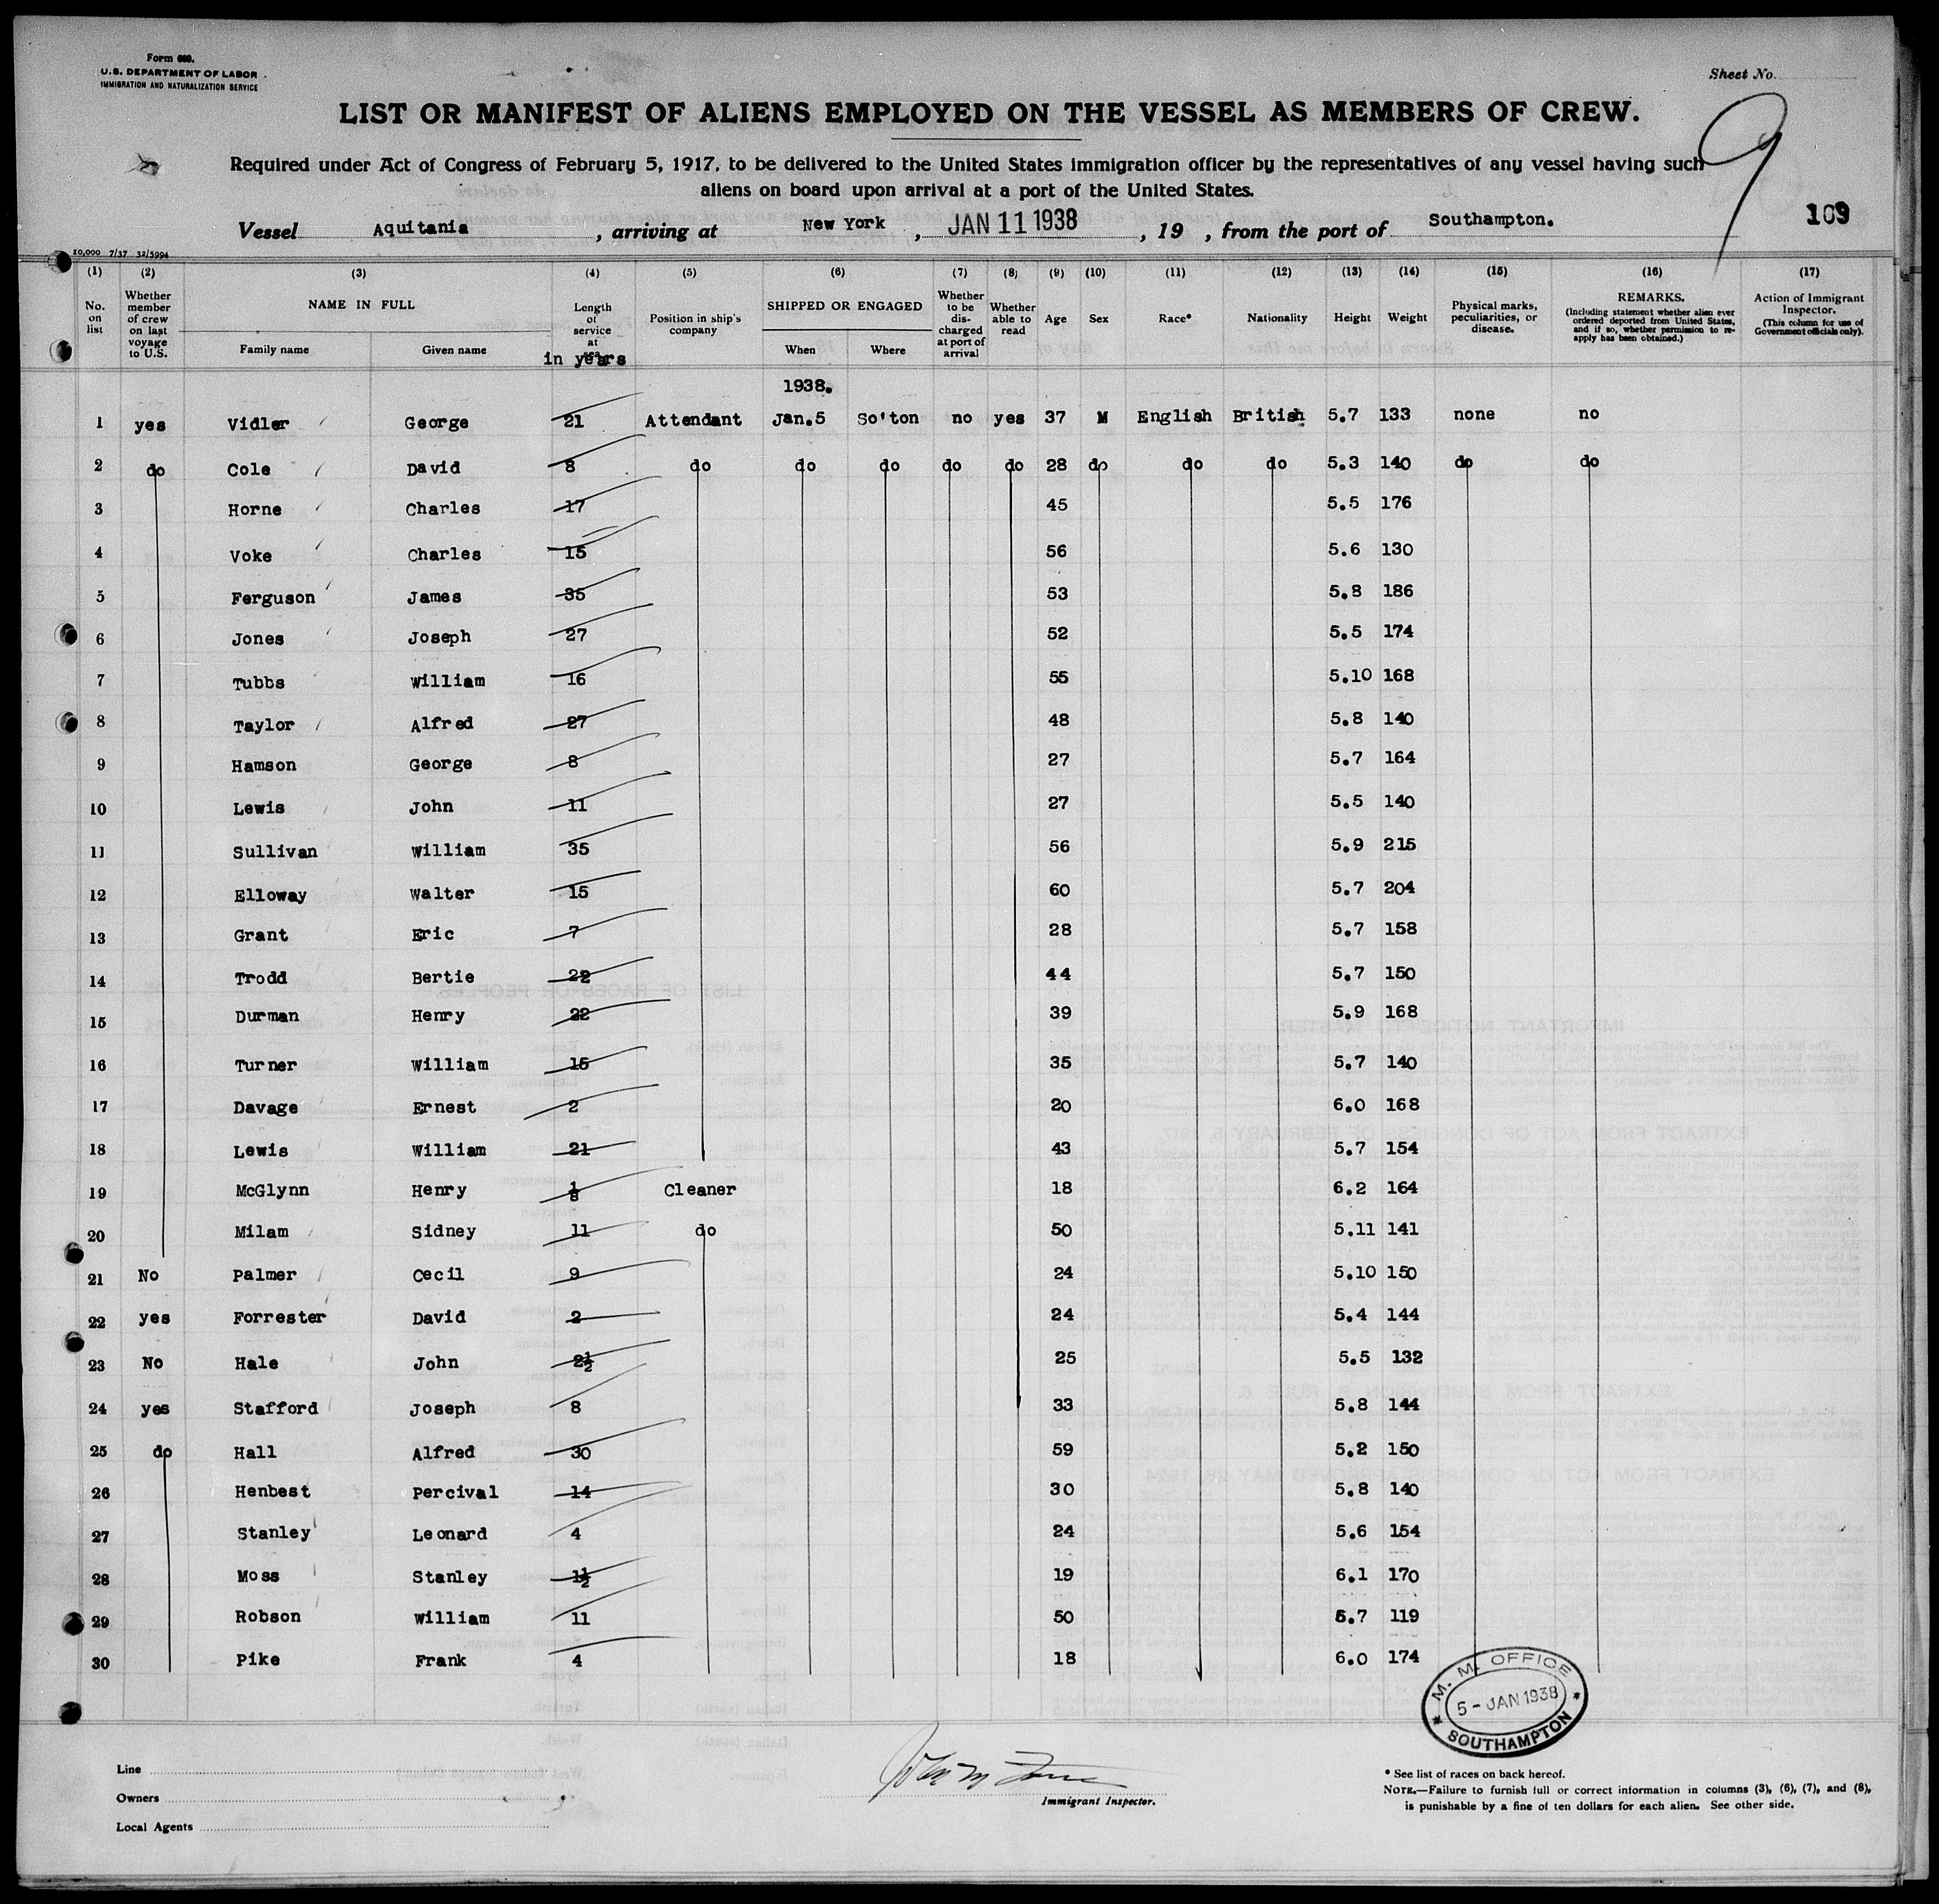 Form 689.
U.S. DEPARTMENT OF LABOR
IMMIGRATION AND NATURALIZATION SERVICE
Sheet No.
9
LIST OR MANIFEST OF ALIENS EMPLOYED ON THE VESSEL AS MEMBERS OF CREW.
Required under Act of Congress of February 5, 1917, to be delivered to the United States immigration officer by the representatives of any vessel having such
aliens on board upon arrival at a port of the United States.
Vessel Aquitania, arriving at New York, JAN 11 1938, 19 , from the port of Southampton.
109
10,000 7/37 32/5994
(1) (2) (3) (4) (5) (6) (7) (8) (9) (10) (11) (12) (13) (14) (15) (16) (17)
No. on list
Whether member of crew on last voyage to U.S.
NAME IN FULL
Family name Given name
Length of service at sea
in years
Position in ship's company
SHIPPED OR ENGAGED
When Where
Whether to be discharged at port of arrival
Whether able to read
Age
Sex
Race*
Nationality
Height
Weight
Physical marks, peculiarities, or disease.
REMARKS.
(Including statement whether alien ever ordered deported from United States, and if so, whether permission to reapply has been obtained.)
Action of Immigrant Inspector.
(This column for use of Government officials only).
1938.
1 yes Vidler George 21 Attendant Jan.5 So'ton no yes 37 M English British 5.7 133 none no
2 do Cole David 8 do do do do do 28 do do do 5.3 140 do do
3 Horne Charles 17 45 5.5 176
4 Voke Charles 15 56 5.6 130
5 Ferguson James 35 53 5.8 186
6 Jones Joseph 27 52 5.5 174
7 Tubbs William 16 55 5.10 168
8 Taylor Alfred 27 48 5.8 140
9 Hamson George 8 27 5.7 164
10 Lewis John 11 27 5.5 140
11 Sullivan William 35 56 5.9 215
12 Elloway Walter 15 60 5.7 204
13 Grant Eric 7 28 5.7 158
14 Trodd Bertie 22 44 5.7 150
15 Durman Henry 22 39 5.9 168
16 Turner William 15 35 5.7 140
17 Davage Ernest 2 20 6.0 168
18 Lewis William 21 43 5.7 154
19 McGlynn Henry 1/8 Cleaner 18 6.2 164
20 Milam Sidney 11 do 50 5.11 141
21 No Palmer Cecil 9 24 5.10 150
22 yes Forrester David 2 24 5.4 144
23 No Hale John 2½ 25 5.5 132
24 yes Stafford Joseph 8 33 5.8 144
25 do Hall Alfred 30 59 5.2 150
26 Henbest Percival 14 30 5.8 140
27 Stanley Leonard 4 24 5.6 154
28 Moss Stanley 1½ 19 6.1 170
29 Robson William 11 50 5.7 119
30 Pike Frank 4 18 6.0 174
M. M. OFFICE
5 - JAN 1938
* SOUTHAMPTON *
Line
Owners
Local Agents
Immigrant Inspector.
* See list of races on back hereof.
NOTE.—Failure to furnish full or correct information in columns (3), (6), (7), and (8),
is punishable by a fine of ten dollars for each alien. See other side.